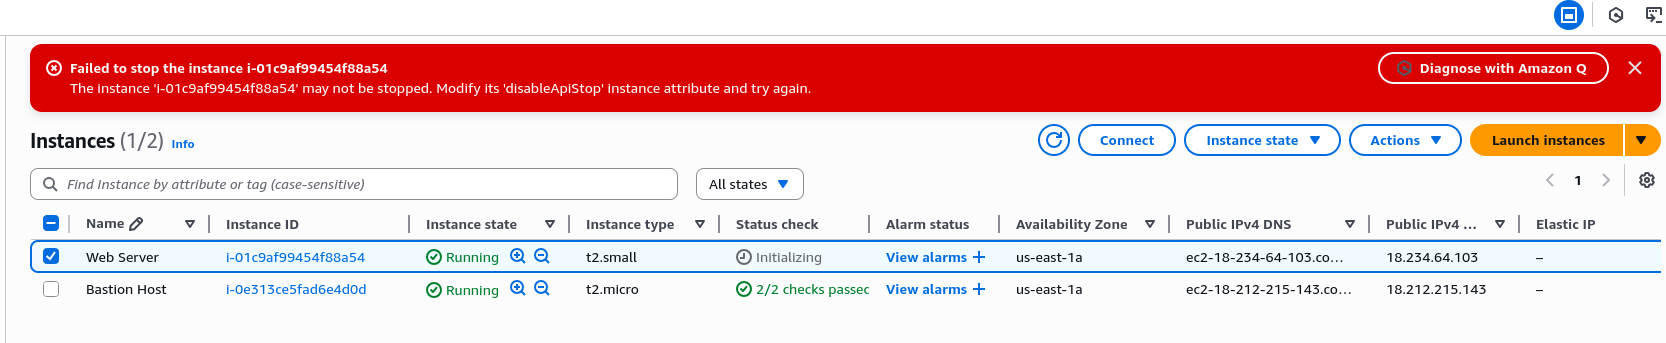 Failed to stop the instance i-01c9af99454f88a54
Diagnose with Amazon Q
The instance 'i-01c9af99454f88a54' may not be stopped. Modify its 'disableApiStop' instance attribute and try again.
Instances (1/2) Info
Connect
Instance state
Actions
Launch instances
Find Instance by attribute or tag (case-sensitive)
All states
1
Name Instance ID Instance state Instance type Status check Alarm status Availability Zone Public IPv4 DNS Public IPv4 ... Elastic IP
Web Server i-01c9af99454f88a54 Running t2.small Initializing View alarms + us-east-1a ec2-18-234-64-103.co... 18.234.64.103 –
Bastion Host i-0e313ce5fad6e4d0d Running t2.micro 2/2 checks passec View alarms + us-east-1a ec2-18-212-215-143.co... 18.212.215.143 –